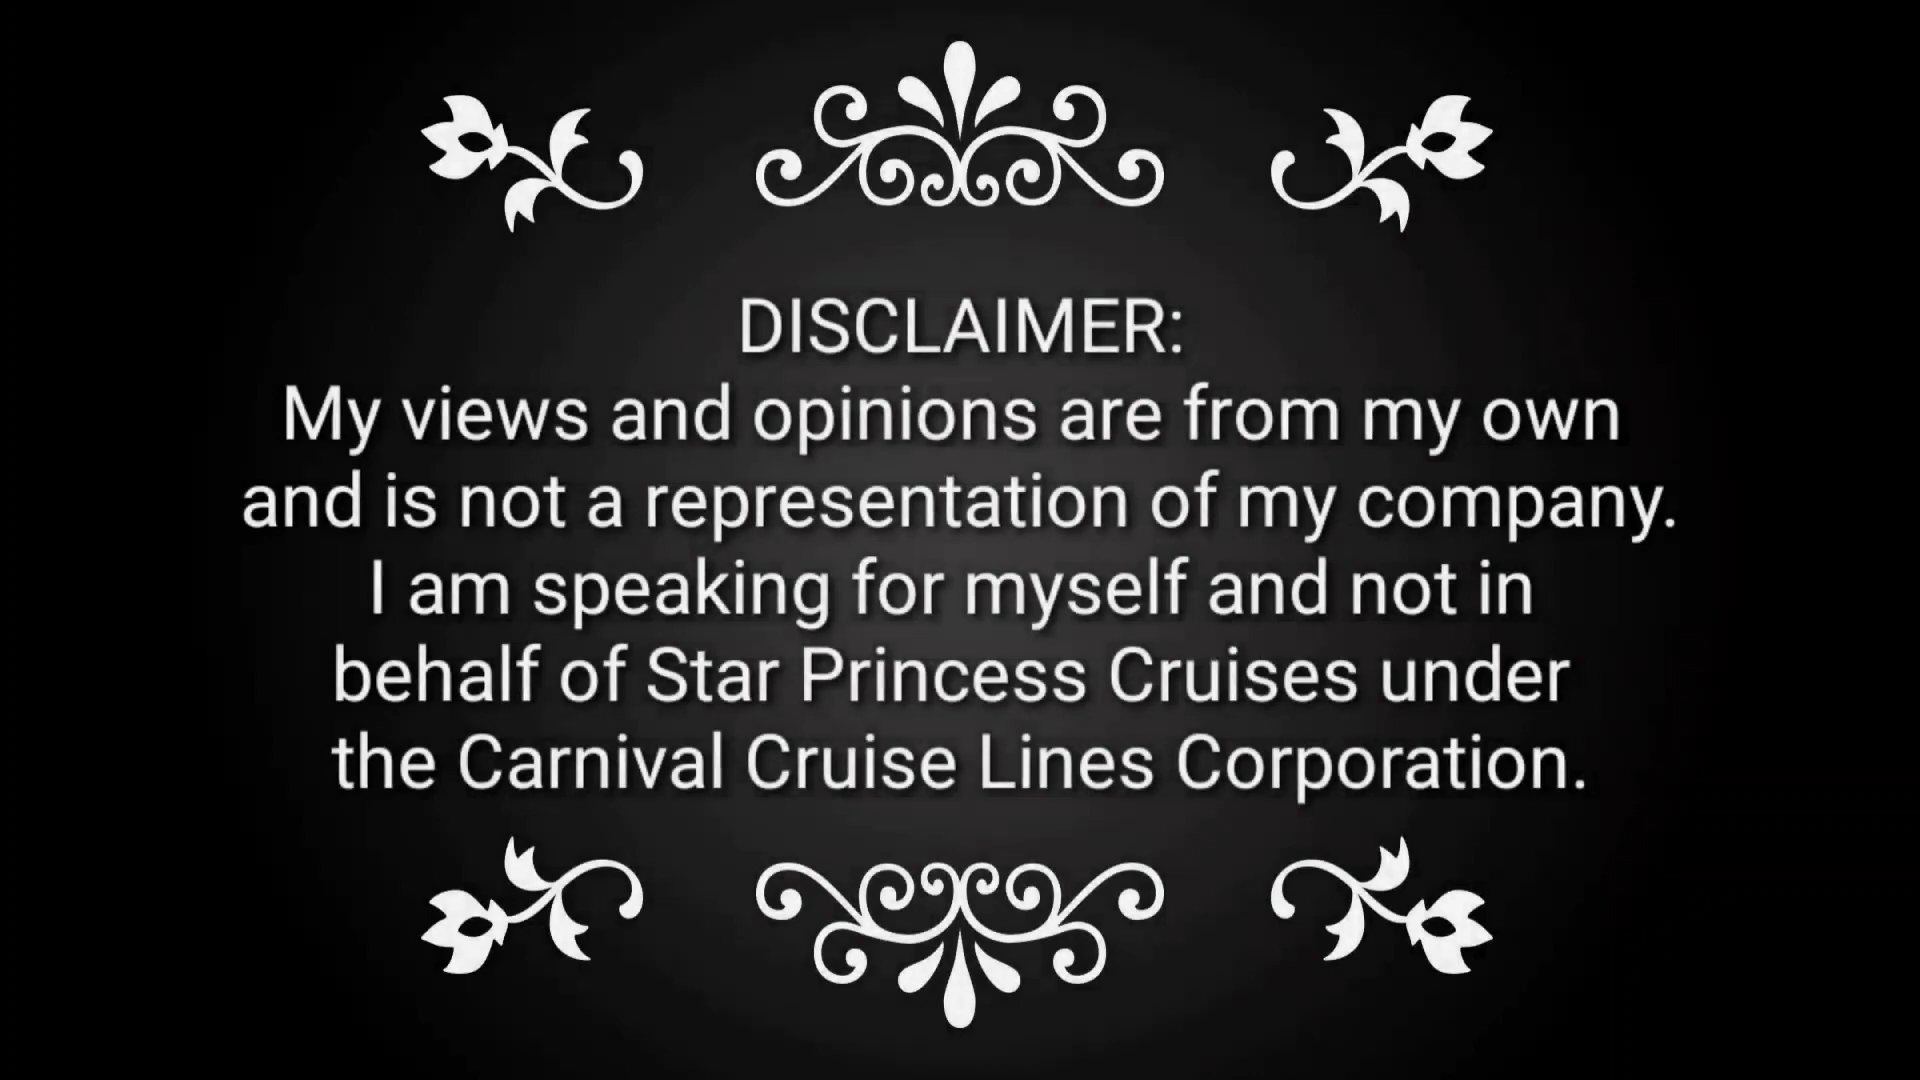 DISCLAIMER:
My views and opinions are from my own
and is not a representation of my company.
I am speaking for myself and not in
behalf of Star Princess Cruises under
the Carnival Cruise Lines Corporation.